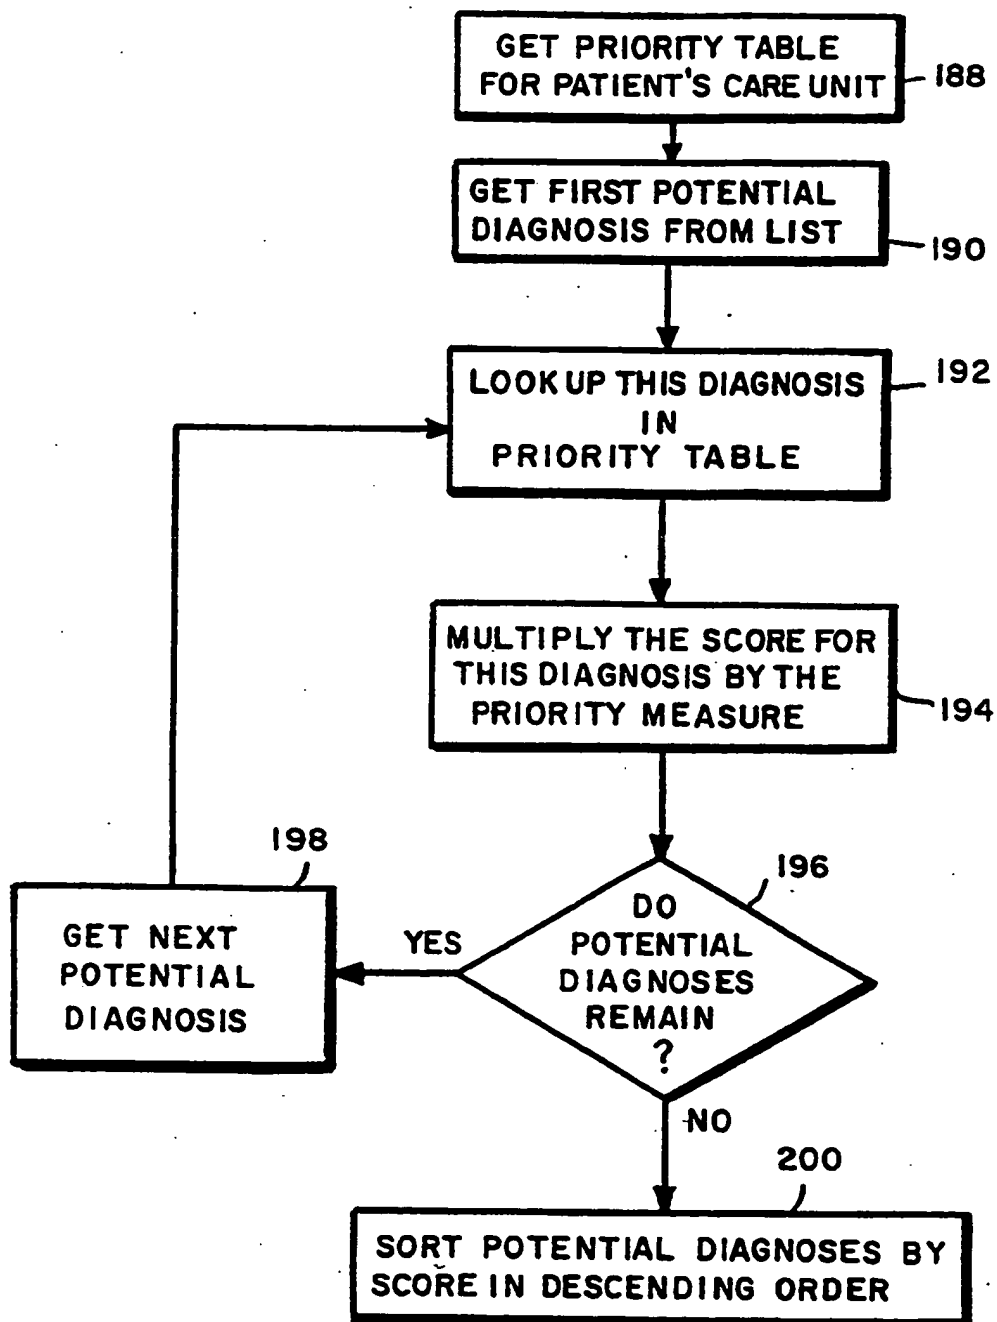 GET PRIORITY TABLE
FOR PATIENT'S CARE UNIT
188
GET FIRST POTENTIAL
DIAGNOSIS FROM LIST
190
LOOK UP THIS DIAGNOSIS
IN
PRIORITY TABLE
192
MULTIPLY THE SCORE FOR
THIS DIAGNOSIS BY THE
PRIORITY MEASURE
194
DO
POTENTIAL
DIAGNOSES
REMAIN
?
196
YES
198
GET NEXT
POTENTIAL
DIAGNOSIS
NO
200
SORT POTENTIAL DIAGNOSES BY
SCORE IN DESCENDING ORDER